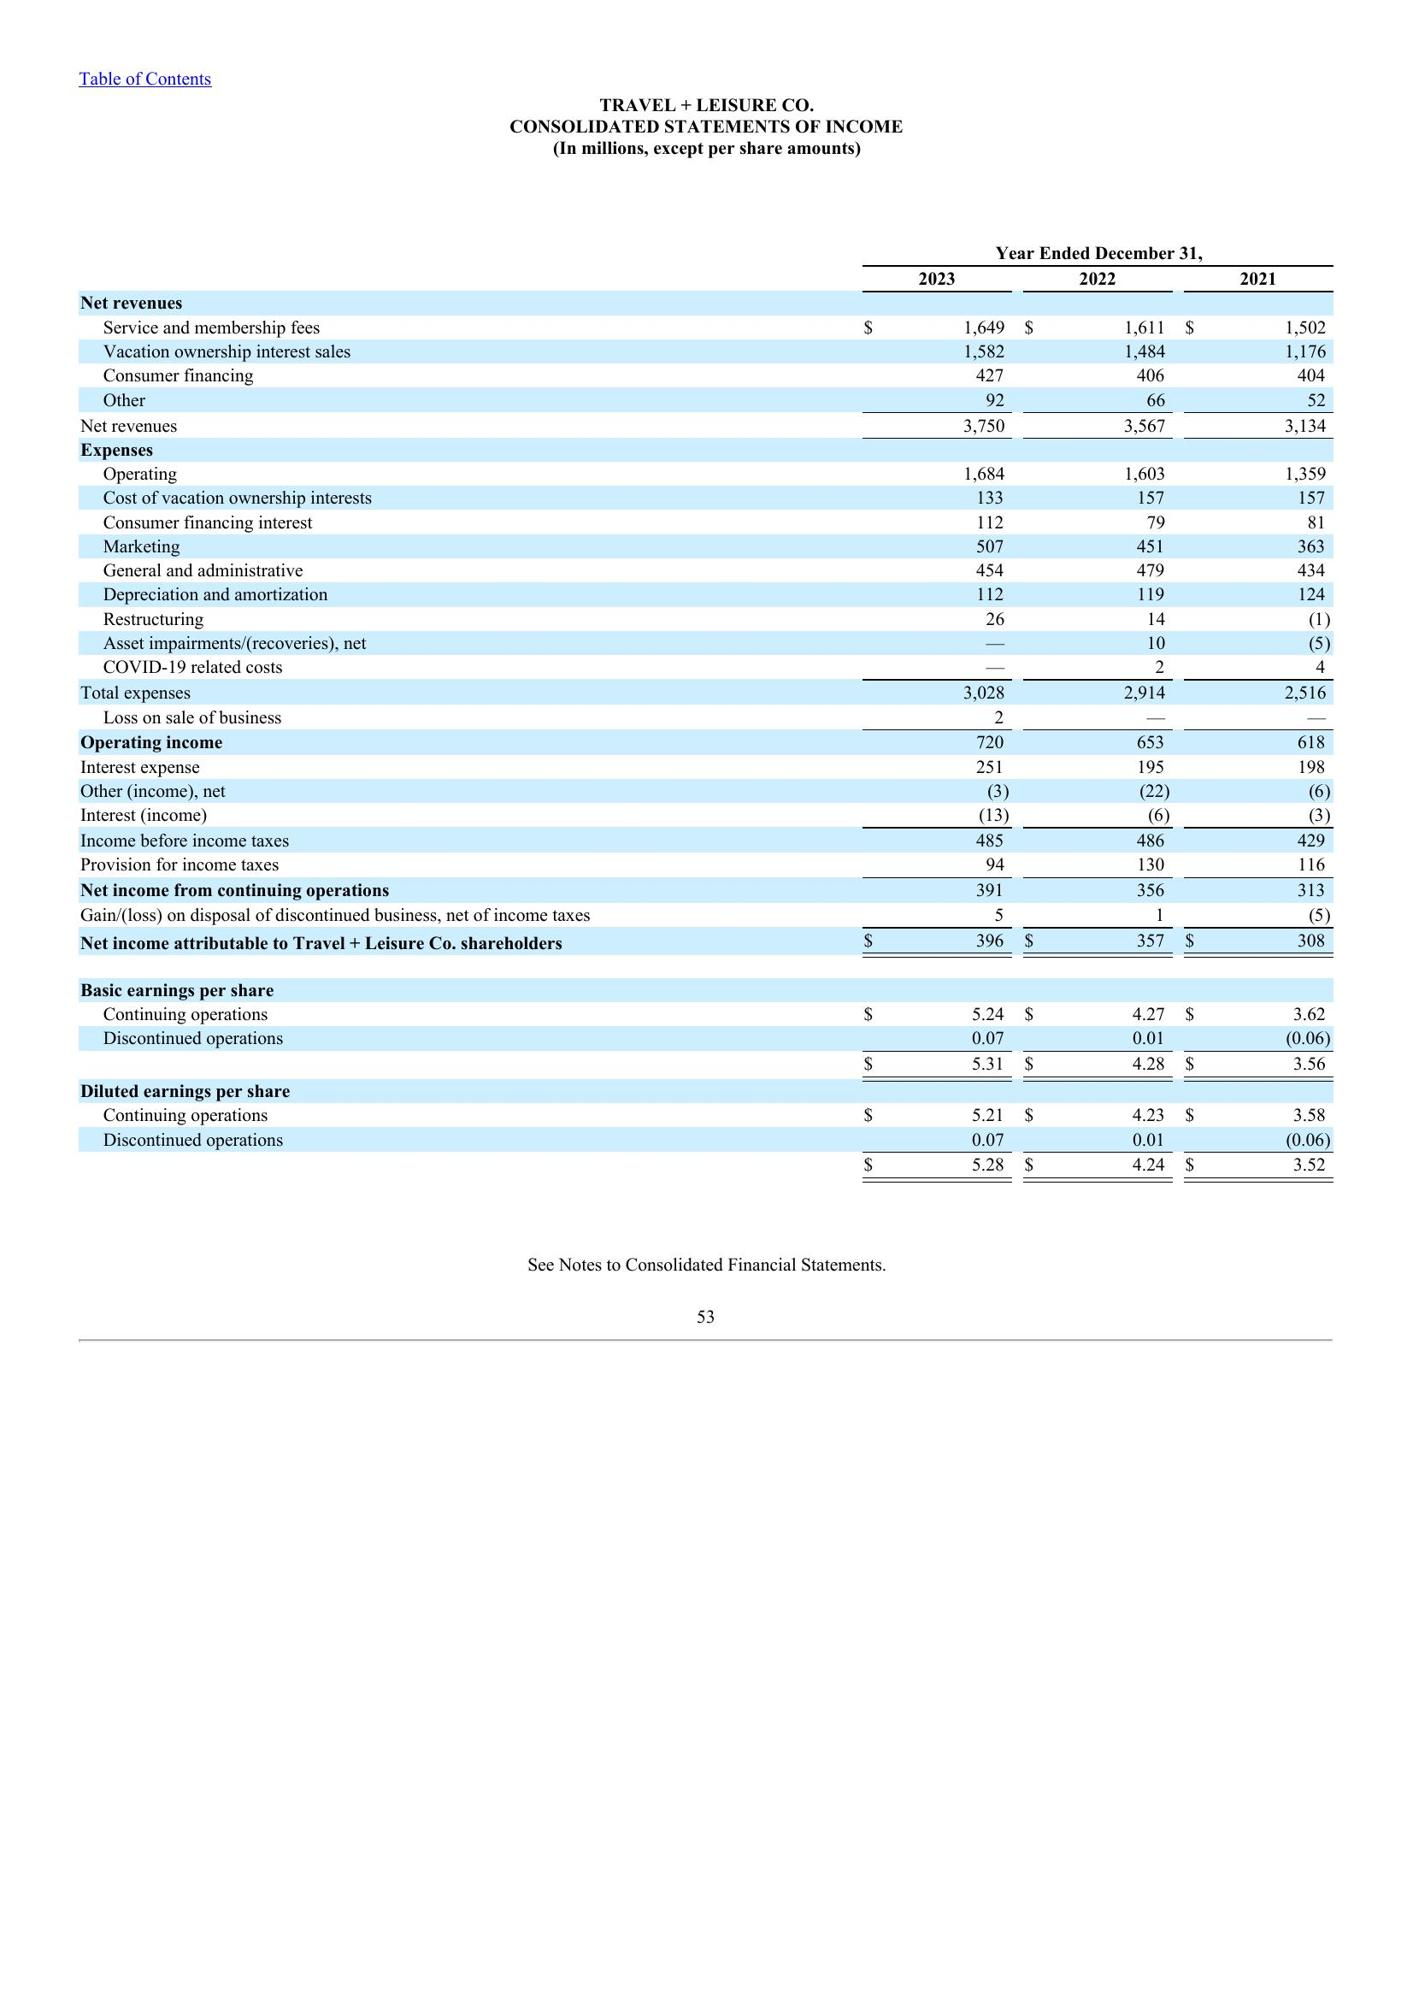 Table of Contents
TRAVEL + LEISURE CO.
CONSOLIDATED STATEMENTS OF INCOME
(In millions, except per share amounts)
Year Ended December 31,
2023 2022 2021
Net revenues
Service and membership fees $ 1,649 $ 1,611 $ 1,502
Vacation ownership interest sales 1,582 1,484 1,176
Consumer financing 427 406 404
Other 92 66 52
Net revenues 3,750 3,567 3,134
Expenses
Operating 1,684 1,603 1,359
Cost of vacation ownership interests 133 157 157
Consumer financing interest 112 79 81
Marketing 507 451 363
General and administrative 454 479 434
Depreciation and amortization 112 119 124
Restructuring 26 14 (1)
Asset impairments/(recoveries), net — 10 (5)
COVID-19 related costs — 2 4
Total expenses 3,028 2,914 2,516
Loss on sale of business 2 — —
Operating income 720 653 618
Interest expense 251 195 198
Other (income), net (3) (22) (6)
Interest (income) (13) (6) (3)
Income before income taxes 485 486 429
Provision for income taxes 94 130 116
Net income from continuing operations 391 356 313
Gain/(loss) on disposal of discontinued business, net of income taxes 5 1 (5)
Net income attributable to Travel + Leisure Co. shareholders $ 396 $ 357 $ 308
Basic earnings per share
Continuing operations $ 5.24 $ 4.27 $ 3.62
Discontinued operations 0.07 0.01 (0.06)
$ 5.31 $ 4.28 $ 3.56
Diluted earnings per share
Continuing operations $ 5.21 $ 4.23 $ 3.58
Discontinued operations 0.07 0.01 (0.06)
$ 5.28 $ 4.24 $ 3.52
See Notes to Consolidated Financial Statements.
53